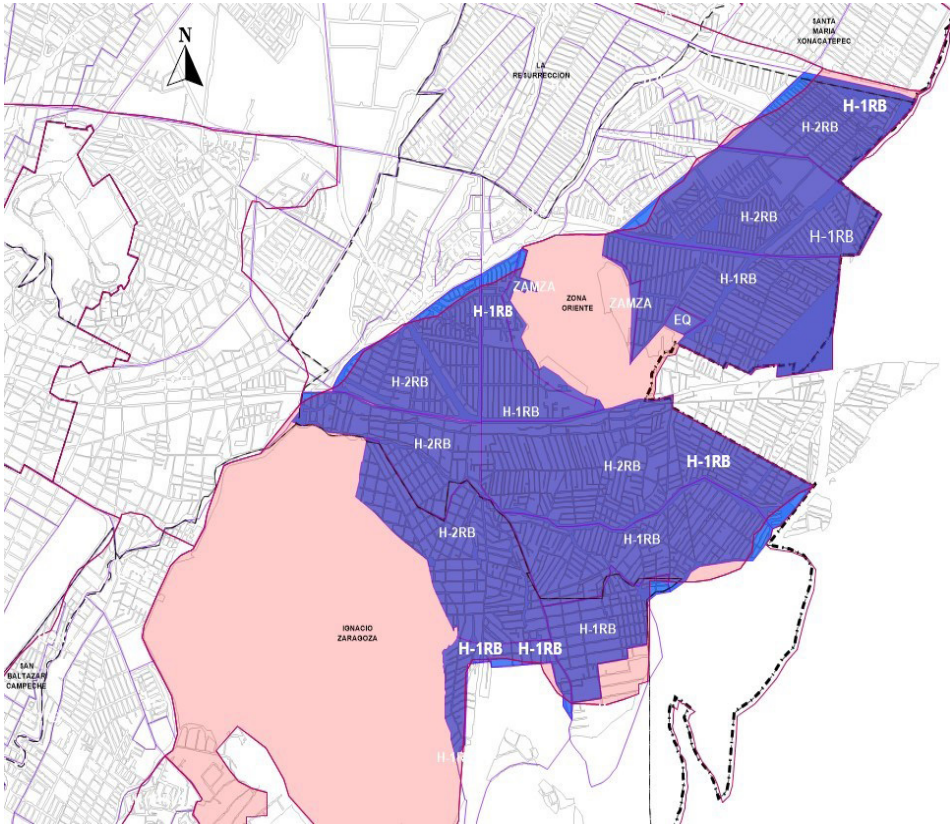 SANTA
MARIA
XONACATEPEC
N
LA
RESURRECCION
H-1RB
H-2RB
H-2RB
H-1RB
H-1RB
ZAMZA
ZAMZA
ZONA
ORIENTE
H-1RB
EQ
H-2RB
H-1RB
H-2RB
H-1RB
H-2RB
H-2RB
H-1RB
IGNACIO
ZARAGOZA
H-1RB
H-1RB
H-1RB
SAN
BALTAZAR
CAMPECHE